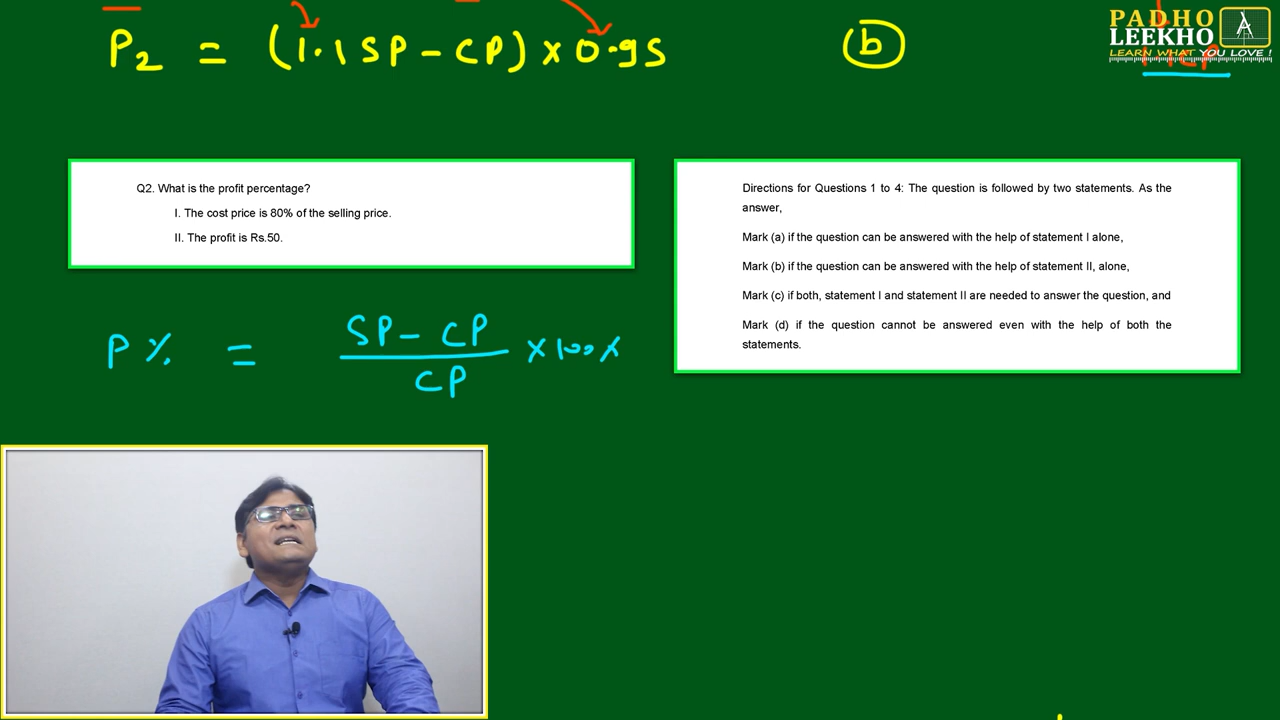 P₂ = (1.1 SP - CP) × 0.95
(b)
PADHO
LEEKHO
LEARN WHAT YOU LOVE !
Q2. What is the profit percentage?
I. The cost price is 80% of the selling price.
II. The profit is Rs.50.
Directions for Questions 1 to 4: The question is followed by two statements. As the
answer,
Mark (a) if the question can be answered with the help of statement I alone,
Mark (b) if the question can be answered with the help of statement II, alone,
Mark (c) if both, statement I and statement II are needed to answer the question, and
Mark (d) if the question cannot be answered even with the help of both the
statements.
P % =
SP - CP
CP
× 100 %